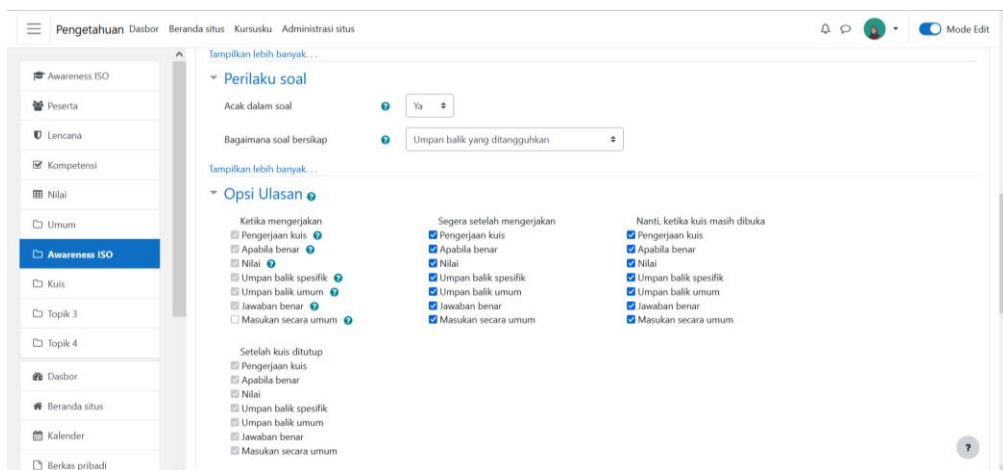 Pengetahuan Dasbor Beranda situs Kursusku Administrasi situs Mode Edit
Awareness ISO
Peserta
Lencana
Kompetensi
Nilai
Umum
Awareness ISO
Kuis
Topik 3
Topik 4
Dasbor
Beranda situs
Kalender
Berkas pribadi
Tampilkan lebih banyak. . .
Perilaku soal
Acak dalam soal ? Ya
Bagaimana soal bersikap ? Umpan balik yang ditangguhkan
Tampilkan lebih banyak. . .
Opsi Ulasan ?
Ketika mengerjakan
Pengerjaan kuis ?
Apabila benar ?
Nilai ?
Umpan balik spesifik ?
Umpan balik umum ?
Jawaban benar ?
Masukan secara umum ?
Segera setelah mengerjakan
Pengerjaan kuis
Apabila benar
Nilai
Umpan balik spesifik
Umpan balik umum
Jawaban benar
Masukan secara umum
Nanti, ketika kuis masih dibuka
Pengerjaan kuis
Apabila benar
Nilai
Umpan balik spesifik
Umpan balik umum
Jawaban benar
Masukan secara umum
Setelah kuis ditutup
Pengerjaan kuis
Apabila benar
Nilai
Umpan balik spesifik
Umpan balik umum
Jawaban benar
Masukan secara umum
?